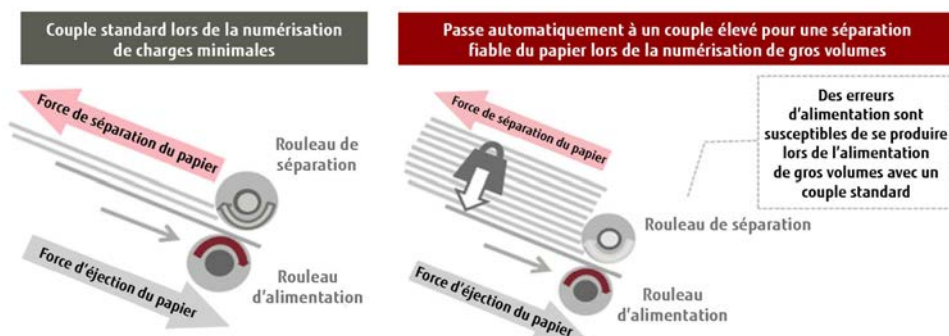 Couple standard lors de la numérisation
de charges minimales
Force de séparation du papier
Rouleau de
séparation
Force d'éjection du papier
Rouleau
d'alimentation
Passe automatiquement à un couple élevé pour une séparation
fiable du papier lors de la numérisation de gros volumes
Force de séparation du papier
Rouleau de séparation
Force d'éjection du papier
Rouleau
d'alimentation
Des erreurs
d'alimentation sont
susceptibles de se produire
lors de l'alimentation
de gros volumes avec un
couple standard